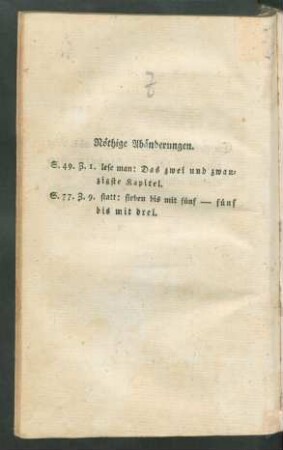 Nöthige Abänderungen.
S. 49. Z. 1. lese man: Das zwei und zwan-
zigste Kapitel.
S. 77. Z. 9. statt: sieben bis mit fünf — fünf
bis mit drei.